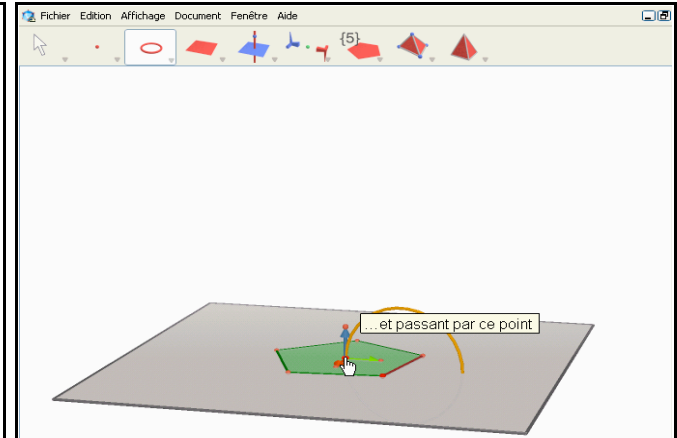 Fichier Edition Affichage Document Fenêtre Aide
{5}
...et passant par ce point